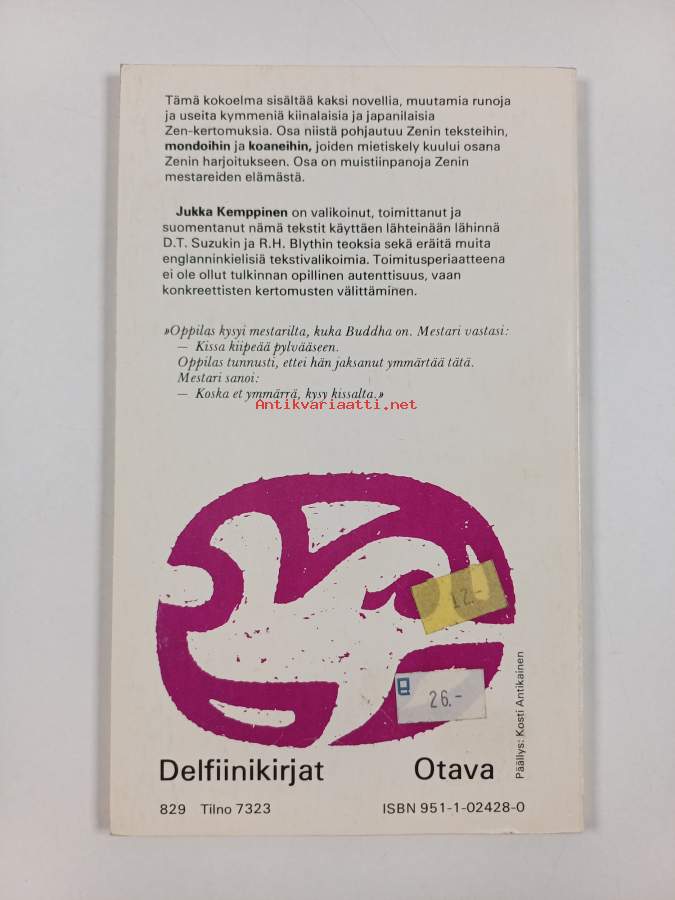 Tämä kokoelma sisältää kaksi novellia, muutamia runoja
ja useita kymmeniä kiinalaisia ja japanilaisia
Zen-kertomuksia. Osa niistä pohjautuu Zenin teksteihin,
mondoihin ja koaneihin, joiden mietiskely kuului osana
Zenin harjoitukseen. Osa on muistiinpanoja Zenin
mestareiden elämästä.
Jukka Kemppinen on valikoinut, toimittanut ja
suomentanut nämä tekstit käyttäen lähteinään lähinnä
D.T. Suzukin ja R.H. Blythin teoksia sekä eräitä muita
englanninkielisiä tekstivalikoimia. Toimitusperiaatteena
ei ole ollut tulkinnan opillinen autenttisuus, vaan
konkreettisten kertomusten välittäminen.
»Oppilas kysyi mestarilta, kuka Buddha on. Mestari vastasi:
— Kissa kiipeää pylvääseen.
Oppilas tunnusti, ettei hän jaksanut ymmärtää tätä.
Mestari sanoi:
— Koska et ymmärrä, kysy kissalta.»
Antikvariaatti.net
12.-
26.-
Päällys: Kosti Antikainen
Delfiinikirjat Otava
829 Tilno 7323 ISBN 951-1-02428-0